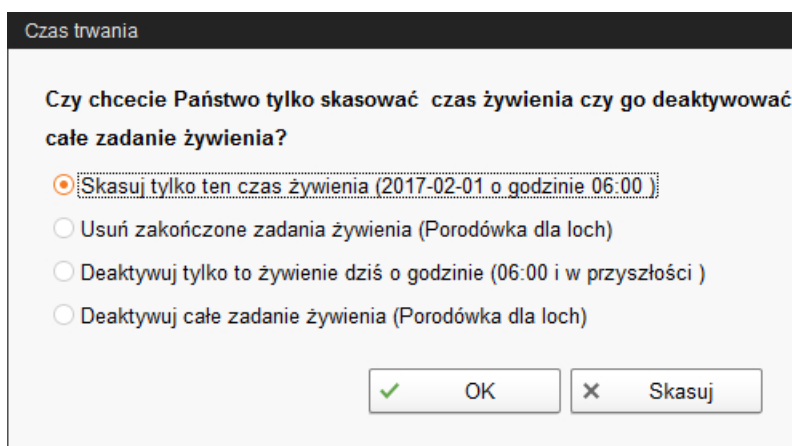 Czas trwania
Czy chcecie Państwo tylko skasować czas żywienia czy go deaktywować
całe zadanie żywienia?
Skasuj tylko ten czas żywienia (2017-02-01 o godzinie 06:00 )
Usuń zakończone zadania żywienia (Porodówka dla loch)
Deaktywuj tylko to żywienie dziś o godzinie (06:00 i w przyszłości )
Deaktywuj całe zadanie żywienia (Porodówka dla loch)
OK
Skasuj